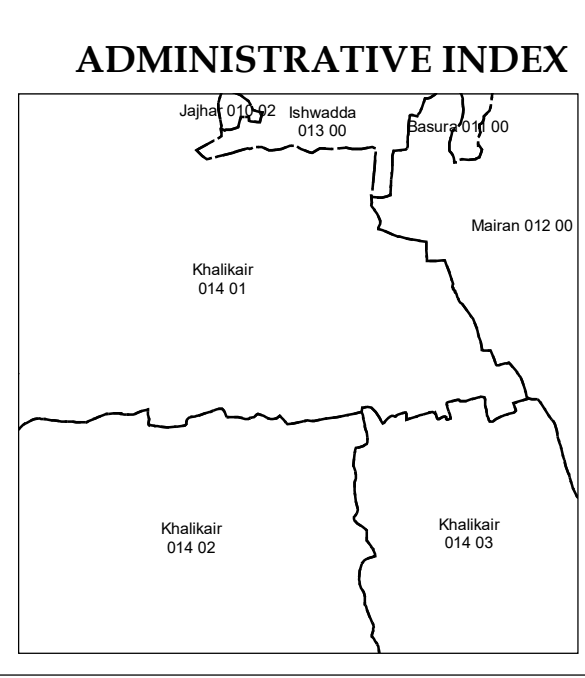 ADMINISTRATIVE INDEX
Jajhar 010 02
Ishwadda
013 00
Basura 011 00
Mairan 012 00
Khalikair
014 01
Khalikair
014 02
Khalikair
014 03